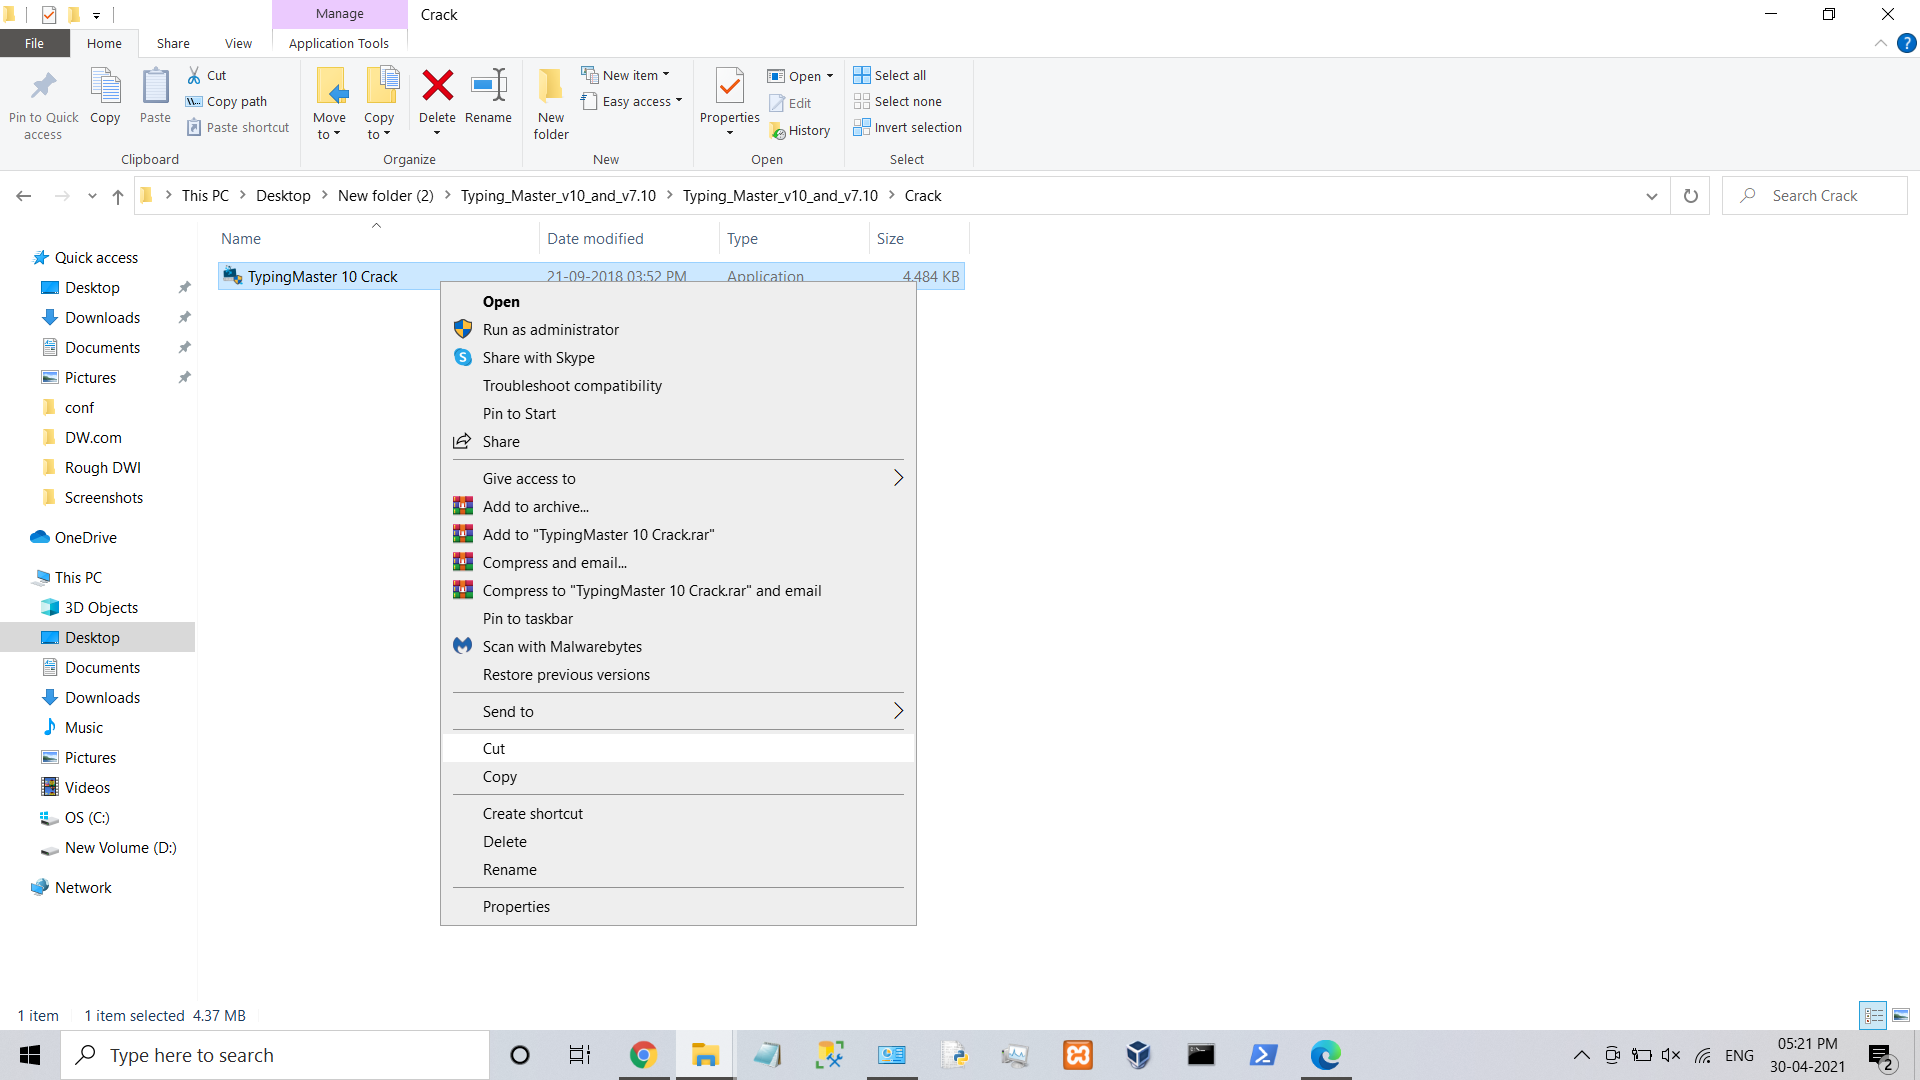 Manage
Crack
File
Home
Share
View
Application Tools
Pin to Quick access
Copy
Paste
Cut
Copy path
Paste shortcut
Clipboard
Move to
Copy to
Delete
Rename
Organize
New folder
New item
Easy access
New
Properties
Open
Edit
History
Open
Select all
Select none
Invert selection
Select
This PC > Desktop > New folder (2) > Typing_Master_v10_and_v7.10 > Typing_Master_v10_and_v7.10 > Crack
Search Crack
Name
Date modified
Type
Size
TypingMaster 10 Crack
21-09-2018 03:52 PM
Application
4,484 KB
Quick access
Desktop
Downloads
Documents
Pictures
conf
DW.com
Rough DWI
Screenshots
OneDrive
This PC
3D Objects
Desktop
Documents
Downloads
Music
Pictures
Videos
OS (C:)
New Volume (D:)
Network
Open
Run as administrator
Share with Skype
Troubleshoot compatibility
Pin to Start
Share
Give access to
Add to archive...
Add to "TypingMaster 10 Crack.rar"
Compress and email...
Compress to "TypingMaster 10 Crack.rar" and email
Pin to taskbar
Scan with Malwarebytes
Restore previous versions
Send to
Cut
Copy
Create shortcut
Delete
Rename
Properties
1 item
1 item selected 4.37 MB
Type here to search
ENG
05:21 PM
30-04-2021
2